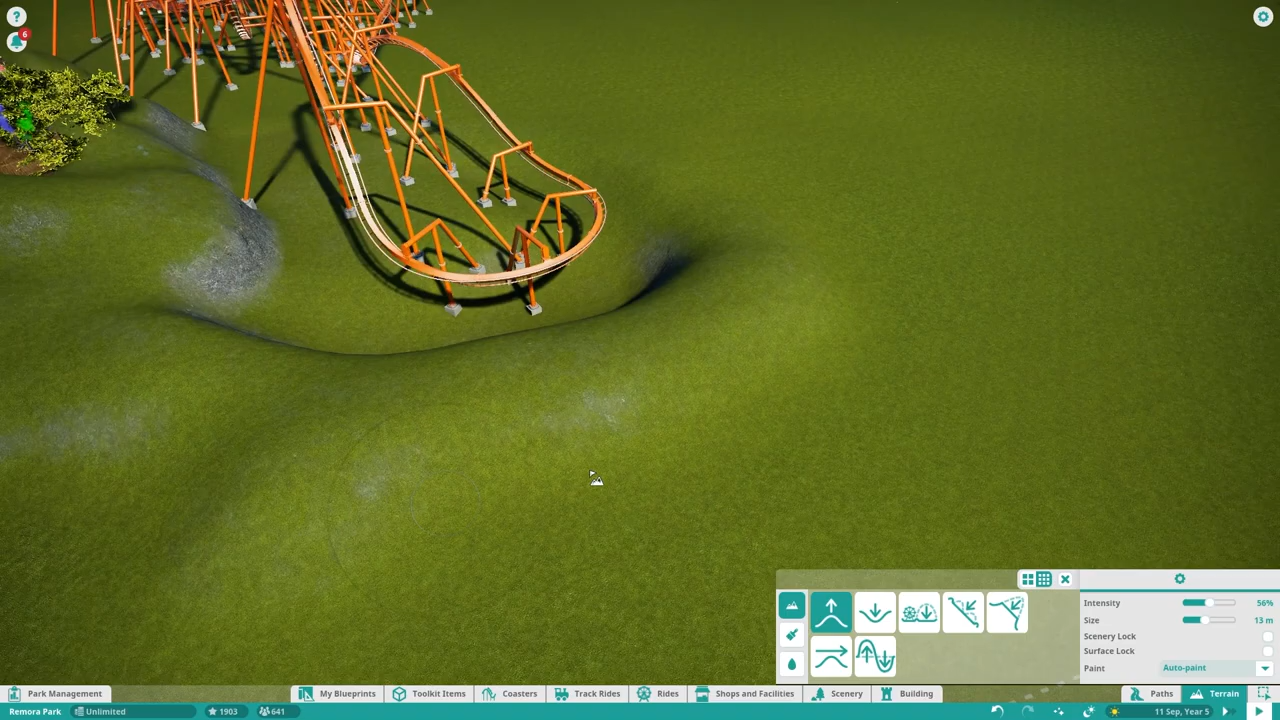 ?
6
Intensity 56%
Size 13 m
Scenery Lock
Surface Lock
Paint Auto-paint
Park Management
My Blueprints
Toolkit Items
Coasters
Track Rides
Rides
Shops and Facilities
Scenery
Building
Paths
Terrain
Remora Park
Unlimited
1903
641
11 Sep, Year 5